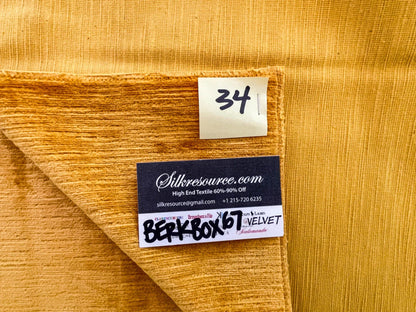 34
Silkresource.com
High End Textile 60%-90% Off
silkresource@gmail.com +1 215-720 6235
BERKBOX67 VELVET